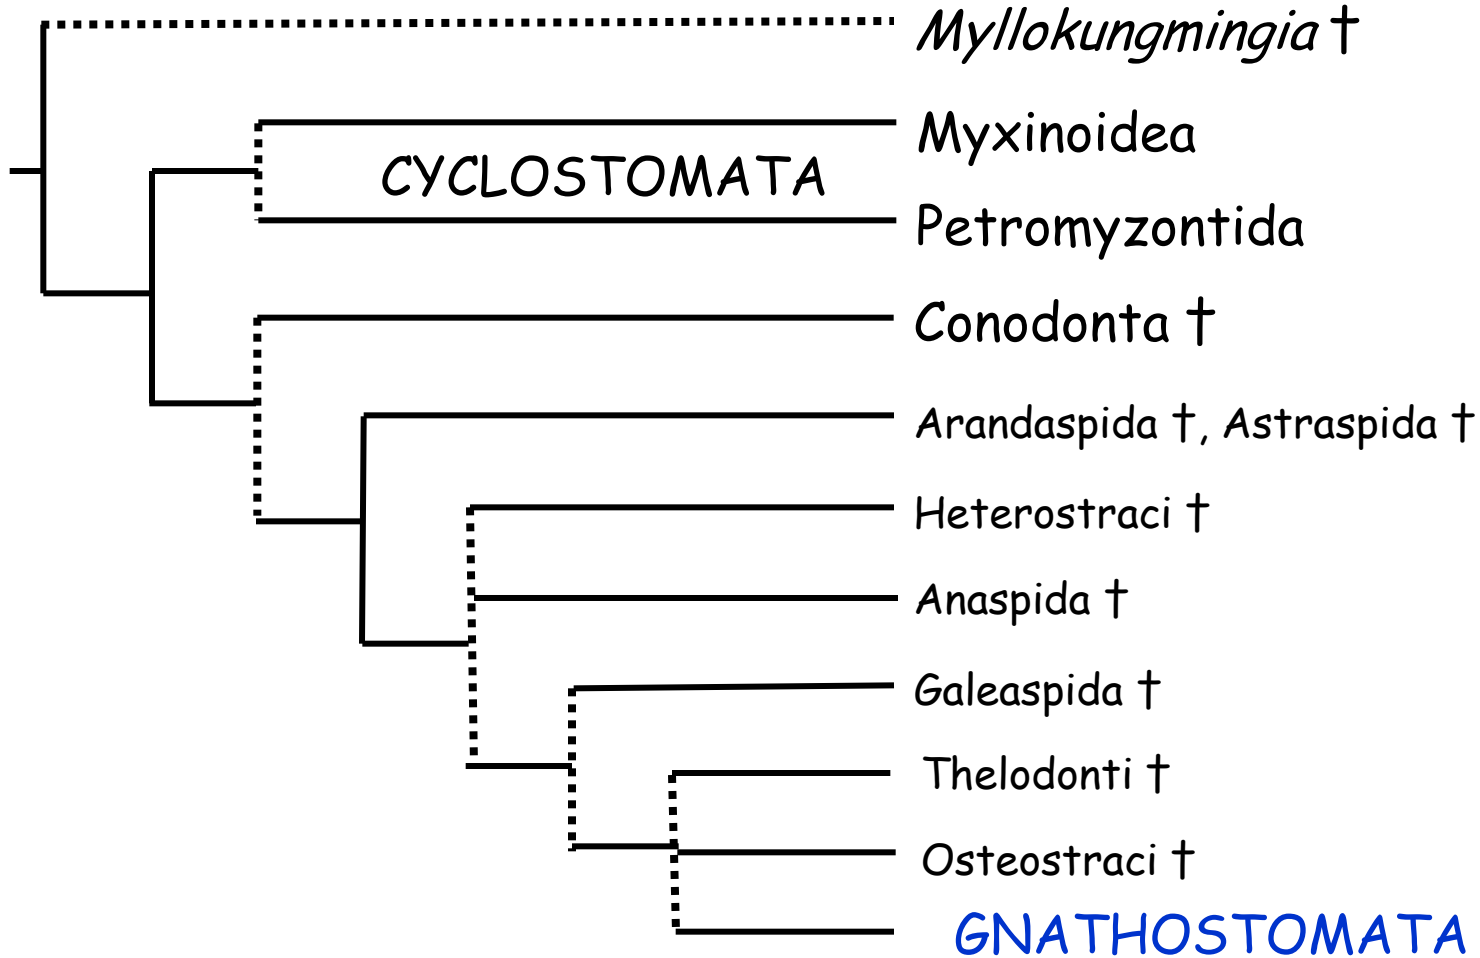 Myllokungmingia †
Myxinoidea
CYCLOSTOMATA
Petromyzontida
Conodonta †
Arandaspida †, Astraspida †
Heterostraci †
Anaspida †
Galeaspida †
Thelodonti †
Osteostraci †
GNATHOSTOMATA